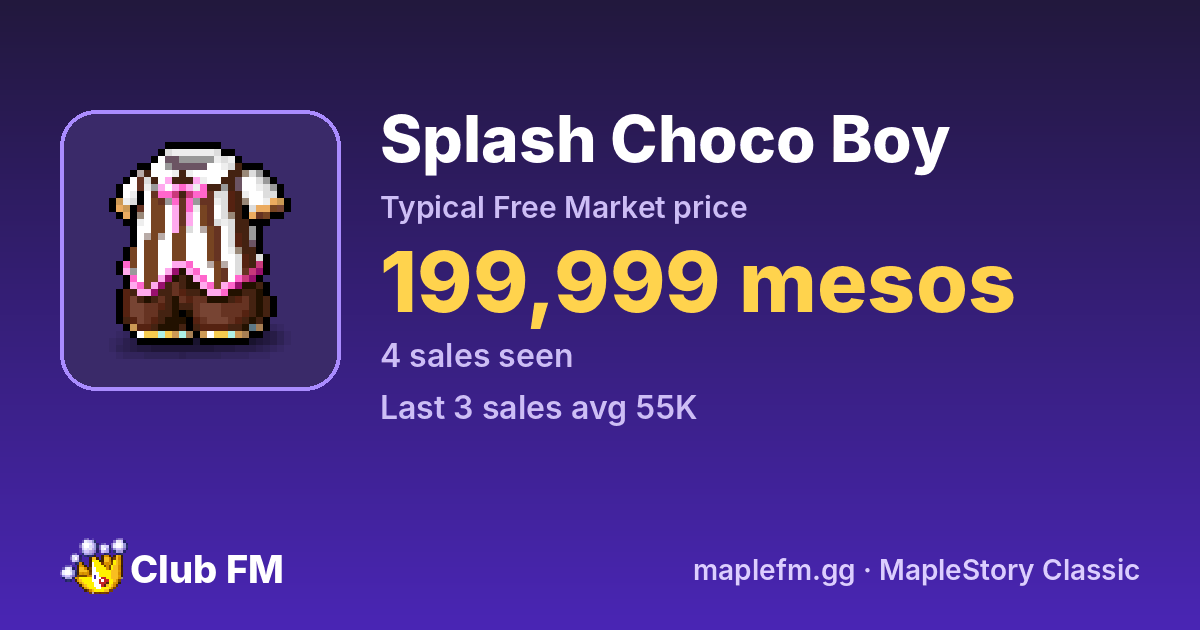 Splash Choco Boy
Typical Free Market price
199,999 mesos
4 sales seen
Last 3 sales avg 55K
Club FM
maplefm.gg · MapleStory Classic